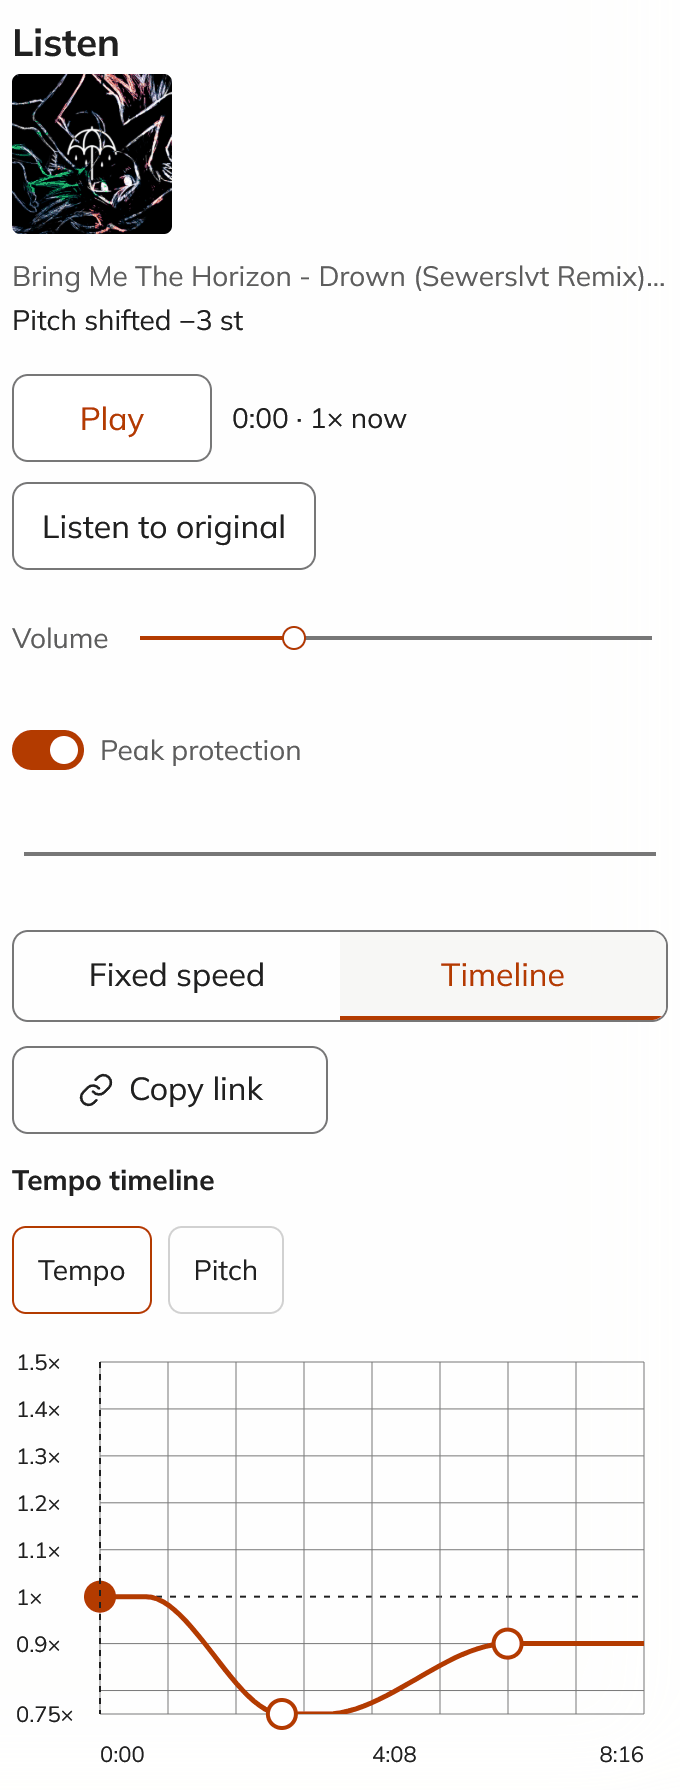 Listen
Bring Me The Horizon - Drown (Sewerslvt Remix)...
Pitch shifted −3 st
Play
0:00 · 1× now
Listen to original
Volume
Peak protection
Fixed speed
Timeline
Copy link
Tempo timeline
Tempo
Pitch
1.5×
1.4×
1.3×
1.2×
1.1×
1×
0.9×
0.75×
0:00
4:08
8:16